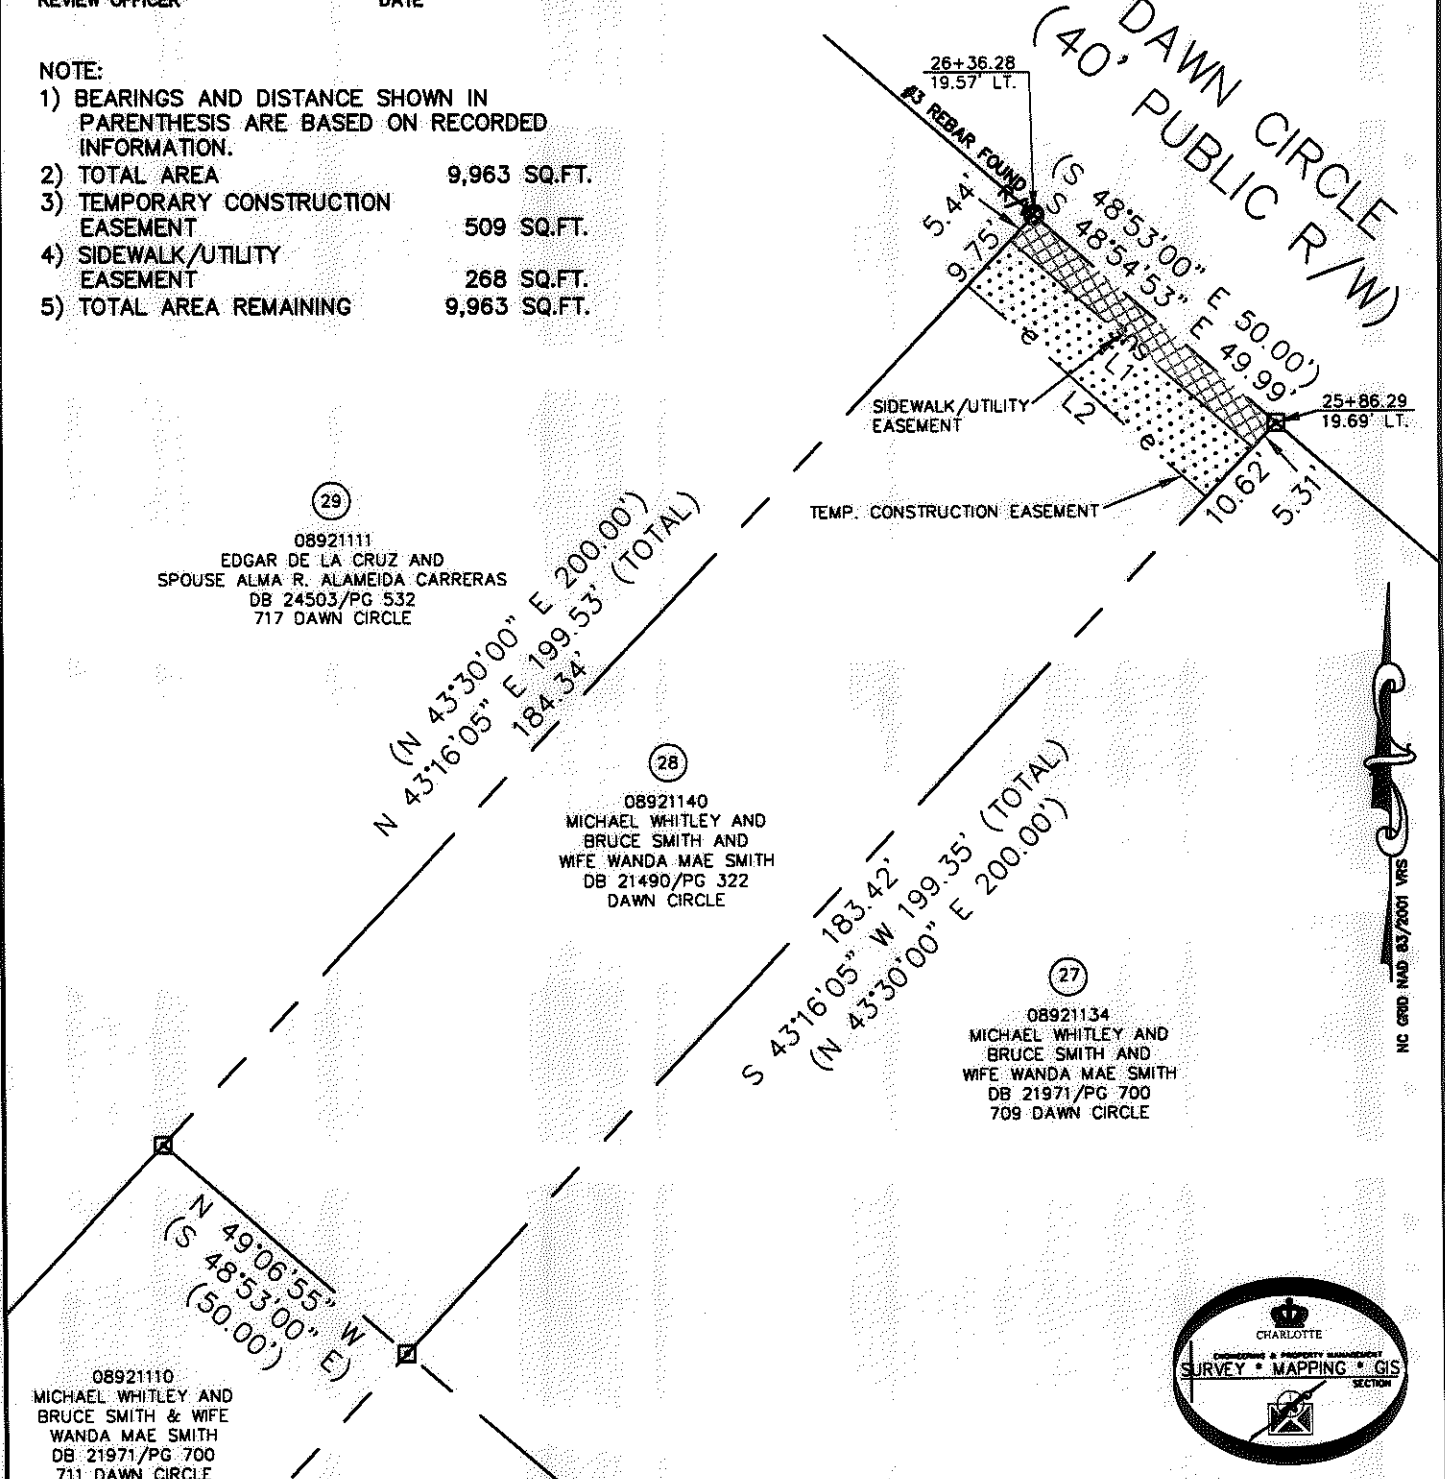 REVIEW OFFICER DATE
NOTE:
1) BEARINGS AND DISTANCE SHOWN IN
PARENTHESIS ARE BASED ON RECORDED
INFORMATION.
2) TOTAL AREA 9,963 SQ.FT.
3) TEMPORARY CONSTRUCTION
EASEMENT 509 SQ.FT.
4) SIDEWALK/UTILITY
EASEMENT 268 SQ.FT.
5) TOTAL AREA REMAINING 9,963 SQ.FT.
DAWN CIRCLE
(40' PUBLIC R/W)
26+36.28
19.57' LT.
#3 REBAR FOUND
5.44'
9.75'
(S 48°53'00" E 50.00')
S 48°54'53" E 49.99'
25+86.29
19.69' LT.
sue
L1
e L2 e
SIDEWALK/UTILITY
EASEMENT
TEMP. CONSTRUCTION EASEMENT
10.62'
5.31'
29
08921111
EDGAR DE LA CRUZ AND
SPOUSE ALMA R. ALAMEIDA CARRERAS
DB 24503/PG 532
717 DAWN CIRCLE
(N 43°30'00" E 200.00')
N 43°16'05" E 199.53' (TOTAL)
184.34'
28
08921140
MICHAEL WHITLEY AND
BRUCE SMITH AND
WIFE WANDA MAE SMITH
DB 21490/PG 322
DAWN CIRCLE
183.42'
S 43°16'05" W 199.35' (TOTAL)
(N 43°30'00" E 200.00')
27
08921134
MICHAEL WHITLEY AND
BRUCE SMITH AND
WIFE WANDA MAE SMITH
DB 21971/PG 700
709 DAWN CIRCLE
NC GRID NAD 83/2001 VRS
N 49°06'55" W
(S 48°53'00" E)
(50.00')
08921110
MICHAEL WHITLEY AND
BRUCE SMITH & WIFE
WANDA MAE SMITH
DB 21971/PG 700
711 DAWN CIRCLE
CHARLOTTE
ENGINEERING & PROPERTY MANAGEMENT
SURVEY * MAPPING * GIS
SECTION